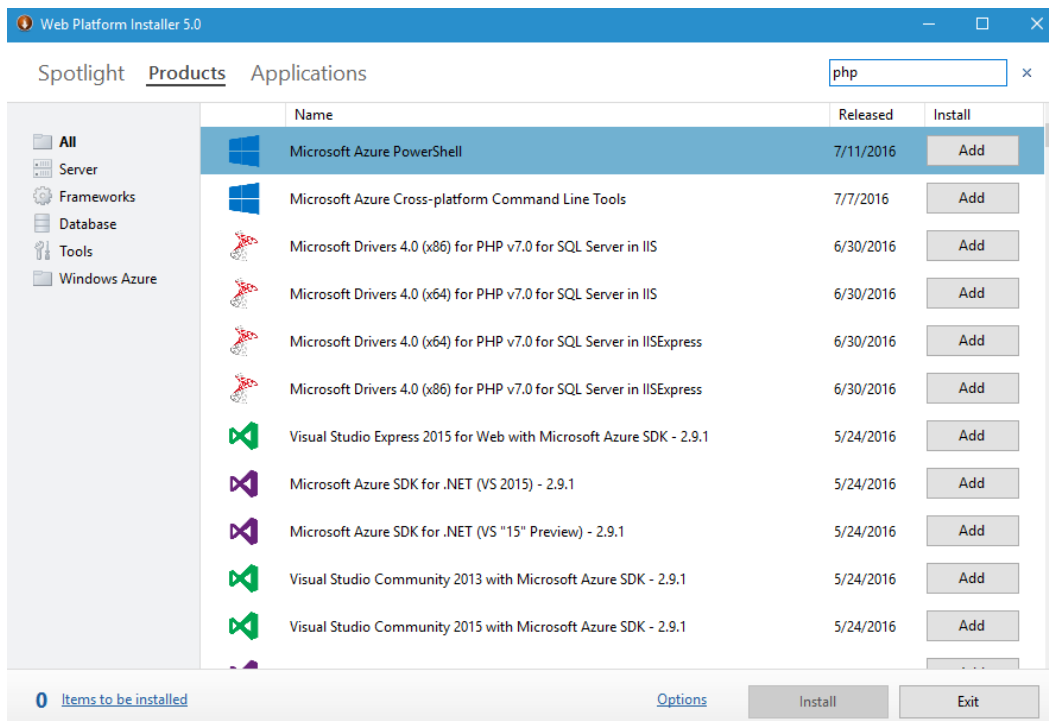 Web Platform Installer 5.0
Spotlight Products Applications php
Name Released Install
All
Server
Frameworks
Database
Tools
Windows Azure
Microsoft Azure PowerShell 7/11/2016 Add
Microsoft Azure Cross-platform Command Line Tools 7/7/2016 Add
Microsoft Drivers 4.0 (x86) for PHP v7.0 for SQL Server in IIS 6/30/2016 Add
Microsoft Drivers 4.0 (x64) for PHP v7.0 for SQL Server in IIS 6/30/2016 Add
Microsoft Drivers 4.0 (x64) for PHP v7.0 for SQL Server in IISExpress 6/30/2016 Add
Microsoft Drivers 4.0 (x86) for PHP v7.0 for SQL Server in IISExpress 6/30/2016 Add
Visual Studio Express 2015 for Web with Microsoft Azure SDK - 2.9.1 5/24/2016 Add
Microsoft Azure SDK for .NET (VS 2015) - 2.9.1 5/24/2016 Add
Microsoft Azure SDK for .NET (VS "15" Preview) - 2.9.1 5/24/2016 Add
Visual Studio Community 2013 with Microsoft Azure SDK - 2.9.1 5/24/2016 Add
Visual Studio Community 2015 with Microsoft Azure SDK - 2.9.1 5/24/2016 Add
0 Items to be installed Options Install Exit